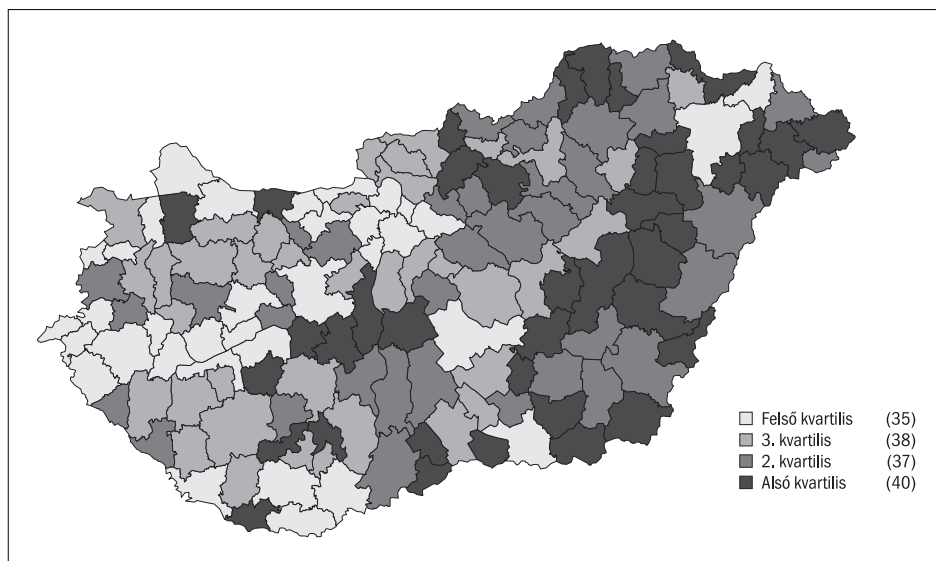 Felső kvartilis (35)
3. kvartilis (38)
2. kvartilis (37)
Alsó kvartilis (40)